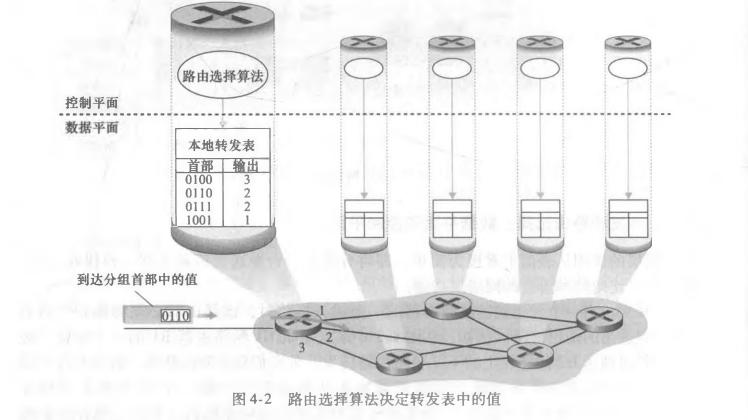 路由选择算法
控制平面
数据平面
本地转发表
首部 输出
0100 3
0110 2
0111 2
1001 1
到达分组首部中的值
0110
1
2
3
图 4-2 路由选择算法决定转发表中的值